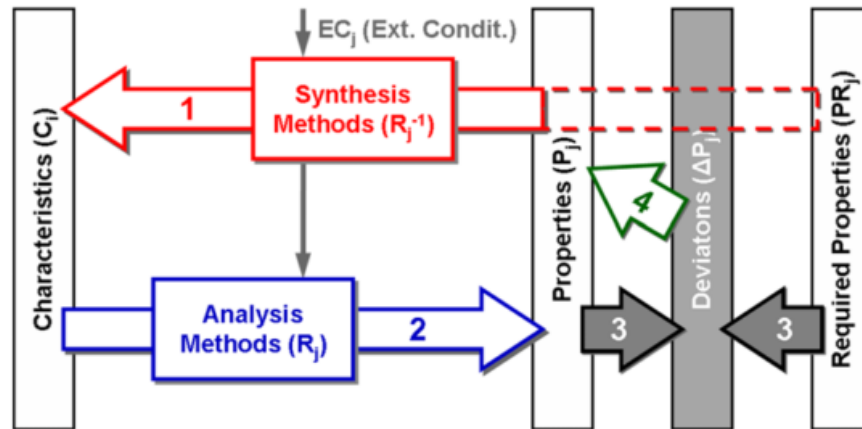 ECj (Ext. Condit.)
Characteristics (Ci)
1
Synthesis
Methods (Rj-1)
Properties (Pj)
Deviatons (ΔPj)
Required Properties (PRj)
4
Analysis
Methods (Rj)
2
3
3